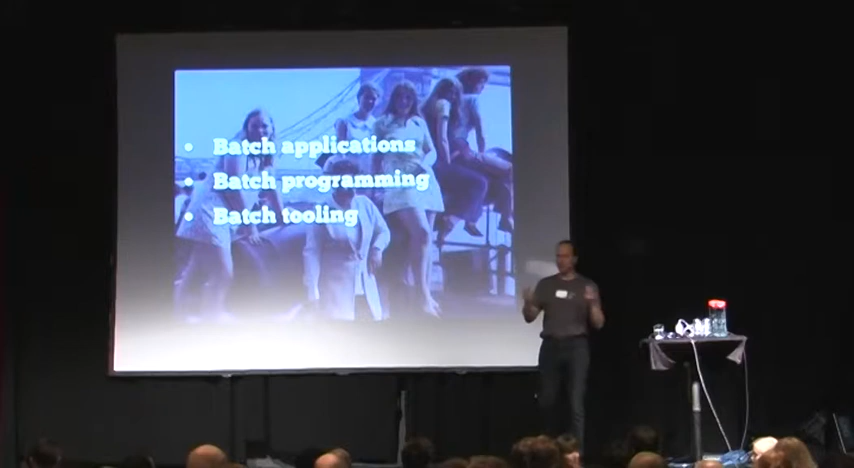 • Batch applications
• Batch programming
• Batch tooling